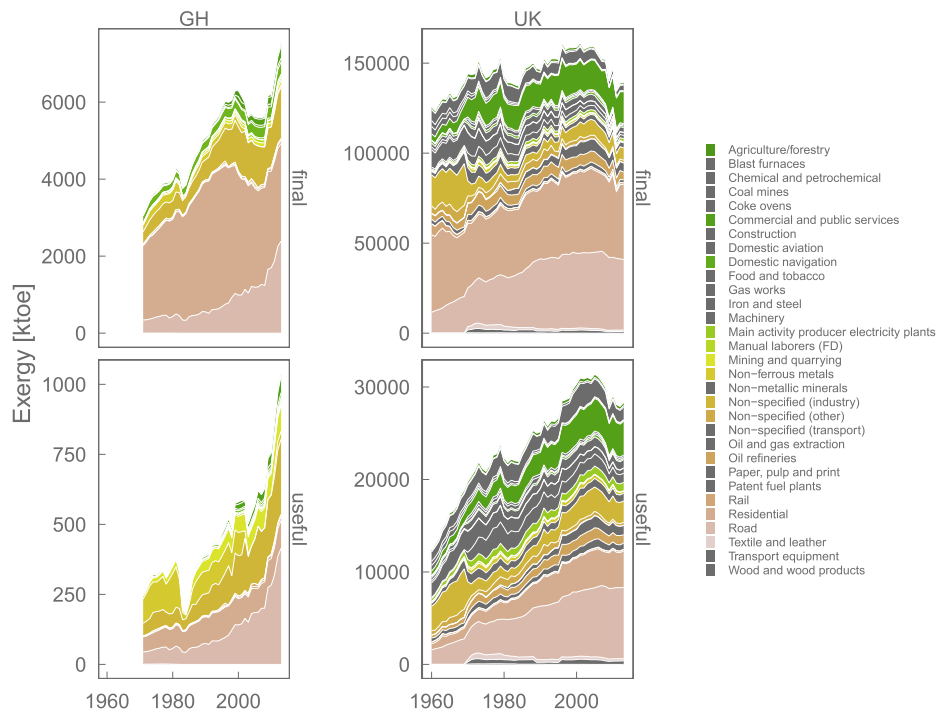 GH
UK
Exergy [ktoe]
6000
4000
2000
0
final
150000
100000
50000
0
final
1000
750
500
250
0
useful
30000
20000
10000
0
useful
1960 1980 2000
1960 1980 2000
Agriculture/forestry
Blast furnaces
Chemical and petrochemical
Coal mines
Coke ovens
Commercial and public services
Construction
Domestic aviation
Domestic navigation
Food and tobacco
Gas works
Iron and steel
Machinery
Main activity producer electricity plants
Manual laborers (FD)
Mining and quarrying
Non−ferrous metals
Non−metallic minerals
Non−specified (industry)
Non−specified (other)
Non−specified (transport)
Oil and gas extraction
Oil refineries
Paper, pulp and print
Patent fuel plants
Rail
Residential
Road
Textile and leather
Transport equipment
Wood and wood products